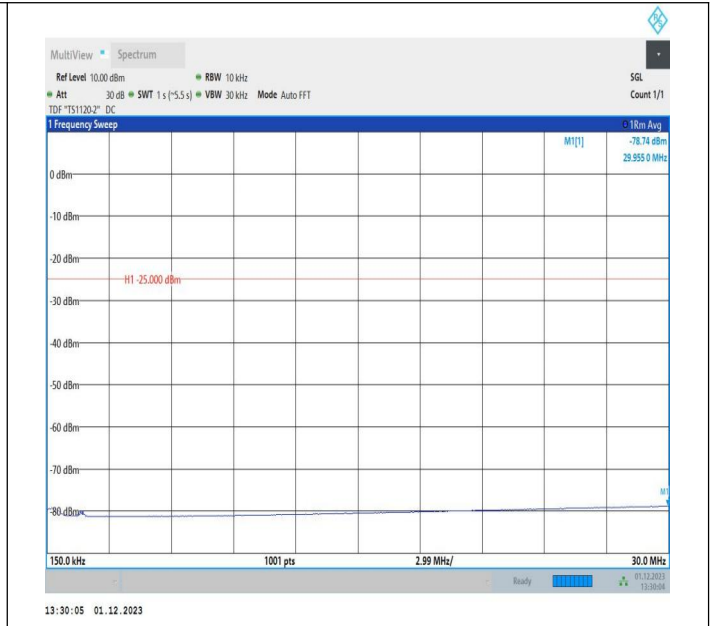 MultiView Spectrum
Ref Level 10.00 dBm RBW 10 kHz SGL
Att 30 dB SWT 1 s (~5.5 s) VBW 30 kHz Mode Auto FFT Count 1/1
TDF "TS1120-2" DC
1 Frequency Sweep 1Rm Avg
M1[1] -78.74 dBm
29.955 0 MHz
0 dBm
-10 dBm
-20 dBm
H1 -25.000 dBm
-30 dBm
-40 dBm
-50 dBm
-60 dBm
-70 dBm
M1
-80 dBm
150.0 kHz 1001 pts 2.99 MHz/ 30.0 MHz
Ready 01.12.2023
13:30:04
13:30:05 01.12.2023